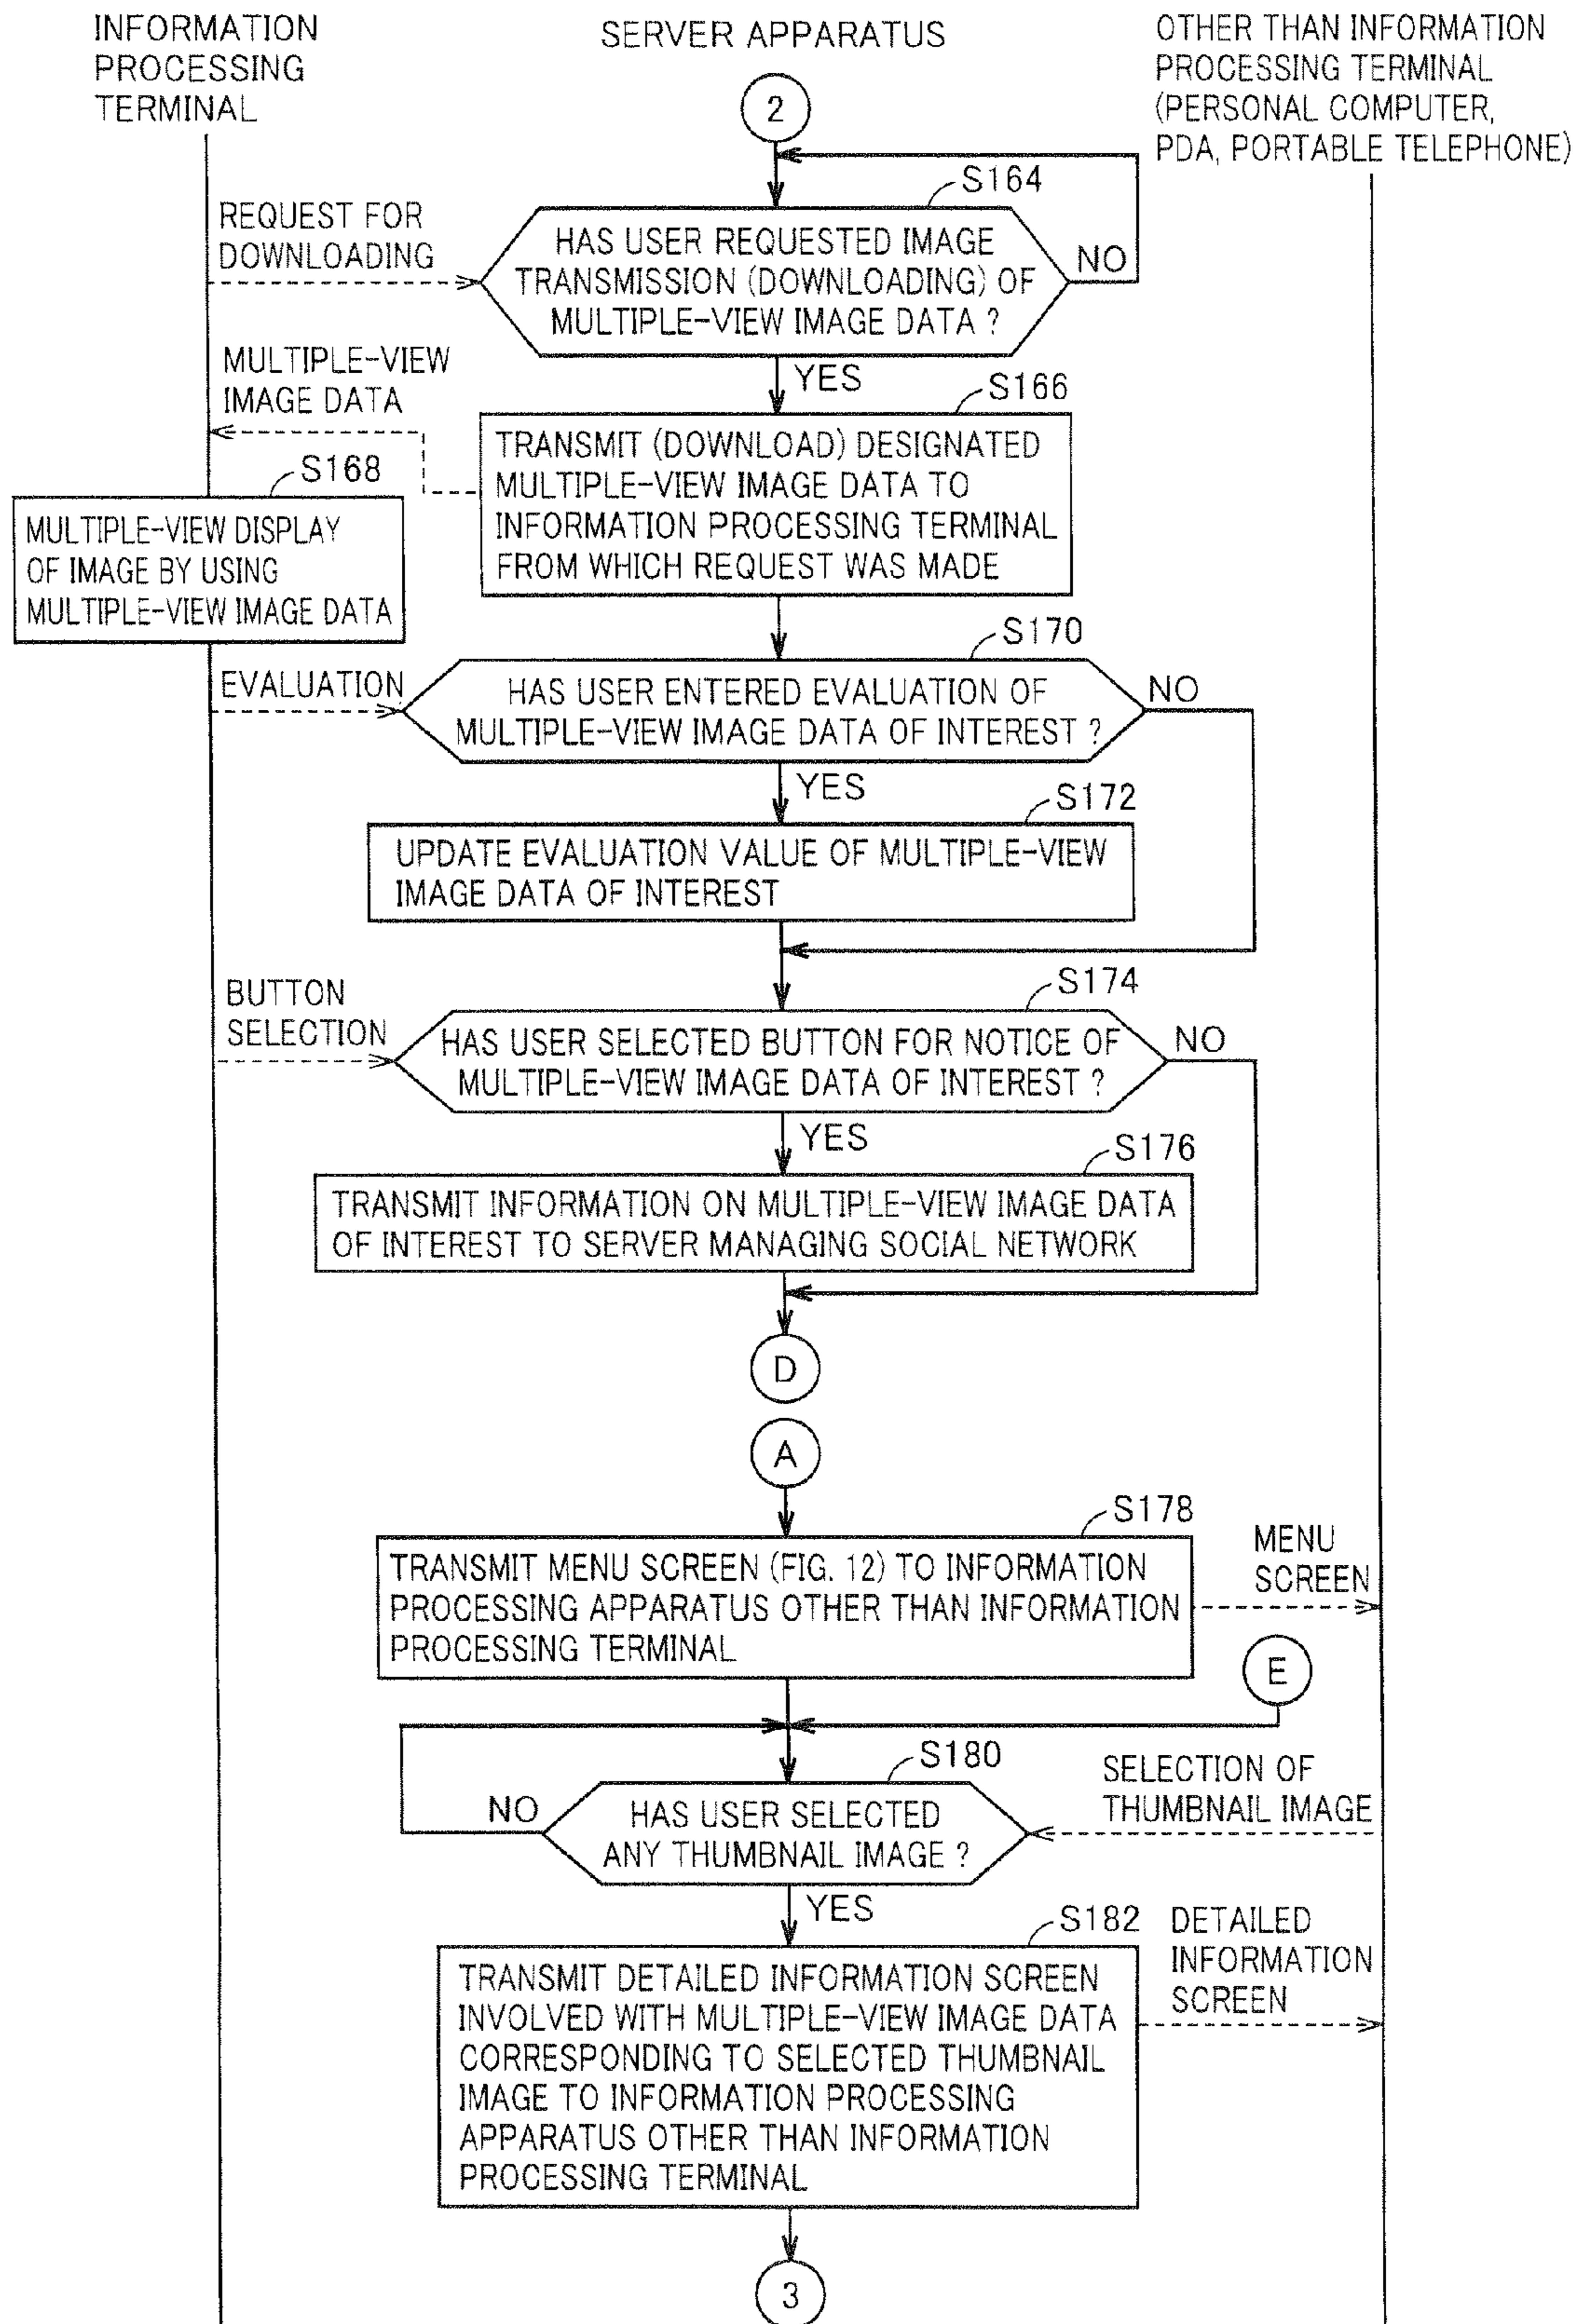 INFORMATION
PROCESSING
TERMINAL
SERVER APPARATUS
OTHER THAN INFORMATION
PROCESSING TERMINAL
(PERSONAL COMPUTER,
PDA, PORTABLE TELEPHONE)
2
S164
REQUEST FOR
DOWNLOADING
HAS USER REQUESTED IMAGE
TRANSMISSION (DOWNLOADING) OF
MULTIPLE-VIEW IMAGE DATA ?
NO
YES
MULTIPLE-VIEW
IMAGE DATA
S166
TRANSMIT (DOWNLOAD) DESIGNATED
MULTIPLE-VIEW IMAGE DATA TO
INFORMATION PROCESSING TERMINAL
FROM WHICH REQUEST WAS MADE
S168
MULTIPLE-VIEW DISPLAY
OF IMAGE BY USING
MULTIPLE-VIEW IMAGE DATA
S170
EVALUATION
HAS USER ENTERED EVALUATION OF
MULTIPLE-VIEW IMAGE DATA OF INTEREST ?
NO
YES
S172
UPDATE EVALUATION VALUE OF MULTIPLE-VIEW
IMAGE DATA OF INTEREST
S174
BUTTON
SELECTION
HAS USER SELECTED BUTTON FOR NOTICE OF
MULTIPLE-VIEW IMAGE DATA OF INTEREST ?
NO
YES
S176
TRANSMIT INFORMATION ON MULTIPLE-VIEW IMAGE DATA
OF INTEREST TO SERVER MANAGING SOCIAL NETWORK
D
A
S178
TRANSMIT MENU SCREEN (FIG. 12) TO INFORMATION
PROCESSING APPARATUS OTHER THAN INFORMATION
PROCESSING TERMINAL
MENU
SCREEN
E
S180
HAS USER SELECTED
ANY THUMBNAIL IMAGE ?
NO
SELECTION OF
THUMBNAIL IMAGE
YES
S182
TRANSMIT DETAILED INFORMATION SCREEN
INVOLVED WITH MULTIPLE-VIEW IMAGE DATA
CORRESPONDING TO SELECTED THUMBNAIL
IMAGE TO INFORMATION PROCESSING
APPARATUS OTHER THAN INFORMATION
PROCESSING TERMINAL
DETAILED
INFORMATION
SCREEN
3